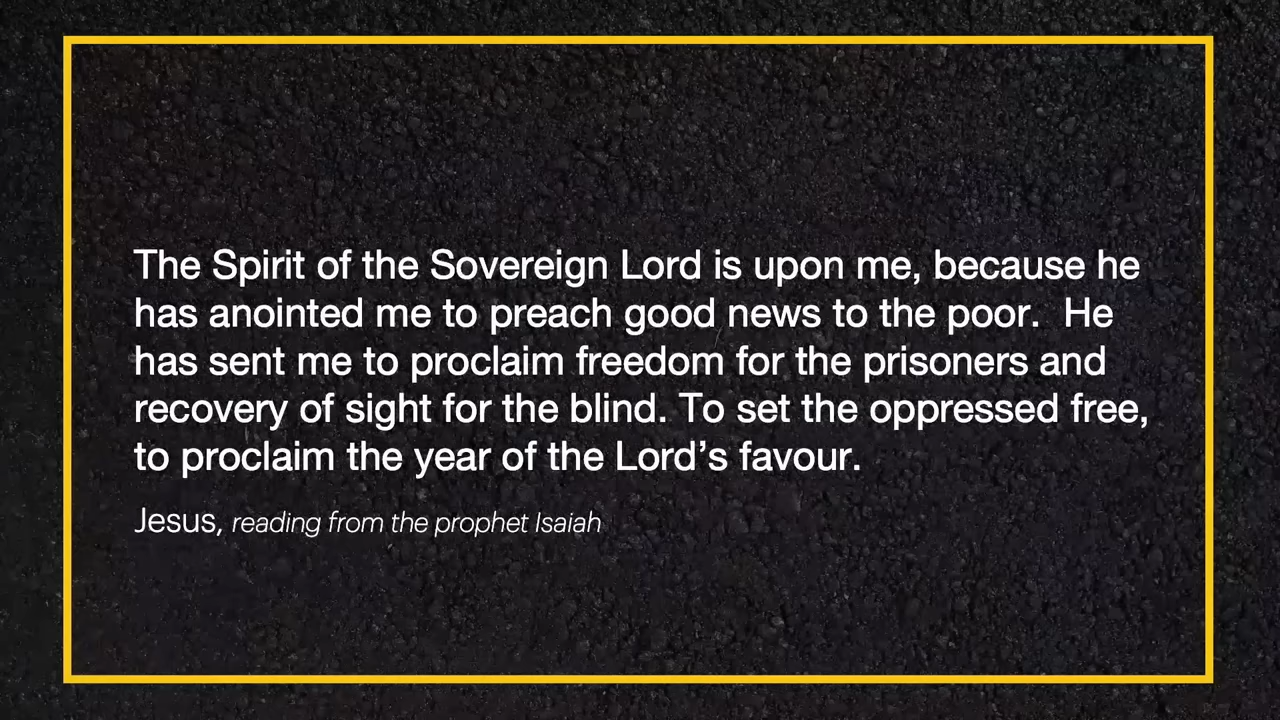 The Spirit of the Sovereign Lord is upon me, because he
has anointed me to preach good news to the poor.  He
has sent me to proclaim freedom for the prisoners and
recovery of sight for the blind. To set the oppressed free,
to proclaim the year of the Lord’s favour.
Jesus, reading from the prophet Isaiah